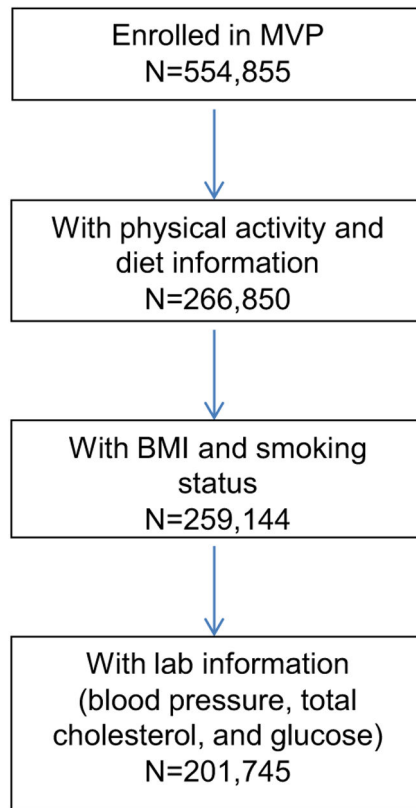 Enrolled in MVP
N=554,855
With physical activity and
diet information
N=266,850
With BMI and smoking
status
N=259,144
With lab information
(blood pressure, total
cholesterol, and glucose)
N=201,745